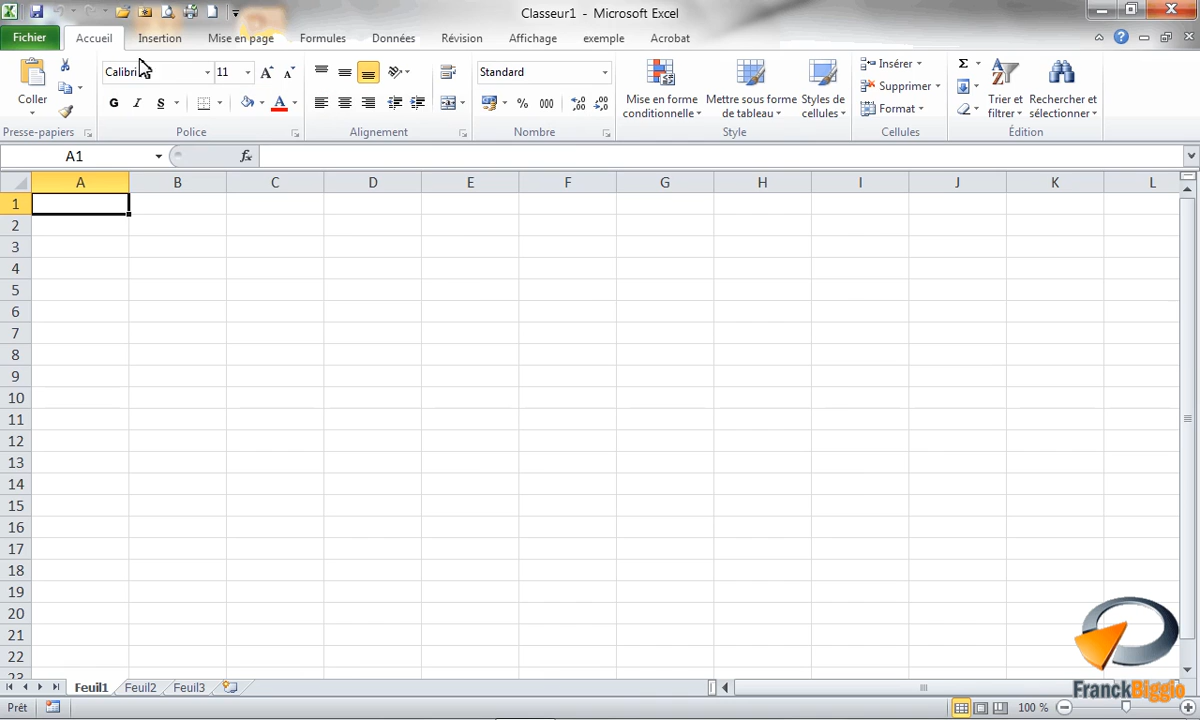 Classeur1 - Microsoft Excel
Fichier Accueil Insertion Mise en page Formules Données Révision Affichage exemple Acrobat
Coller
Presse-papiers
Calibri 11
G I S A
Police
Alignement
Standard
% 000
Nombre
Mise en forme conditionnelle
Mettre sous forme de tableau
Styles de cellules
Style
Insérer
Supprimer
Format
Cellules
Σ
Trier et filtrer
Rechercher et sélectionner
Édition
A1 fx
A B C D E F G H I J K L
1
2
3
4
5
6
7
8
9
10
11
12
13
14
15
16
17
18
19
20
21
22
23
FranckBiggio
Feuil1 Feuil2 Feuil3
Prêt 100 %